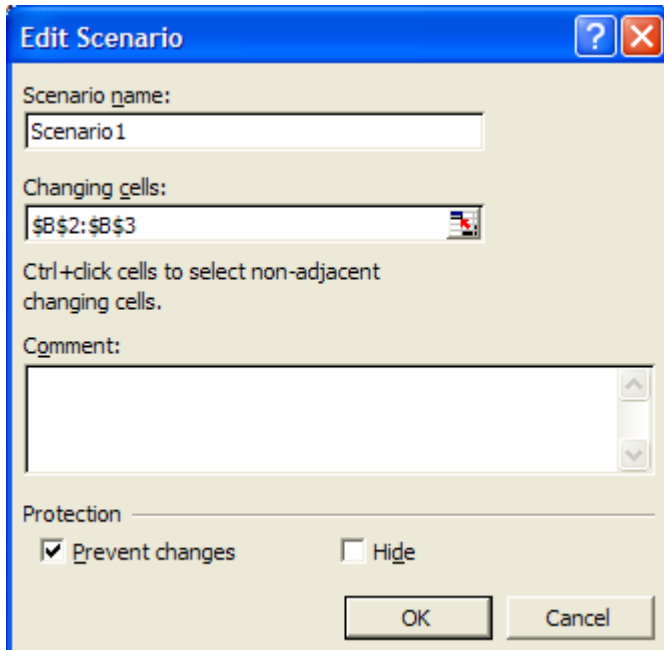 Edit Scenario
?
Scenario name:
Scenario1
Changing cells:
$B$2:$B$3
Ctrl+click cells to select non-adjacent
changing cells.
Comment:
Protection
Prevent changes
Hide
OK
Cancel